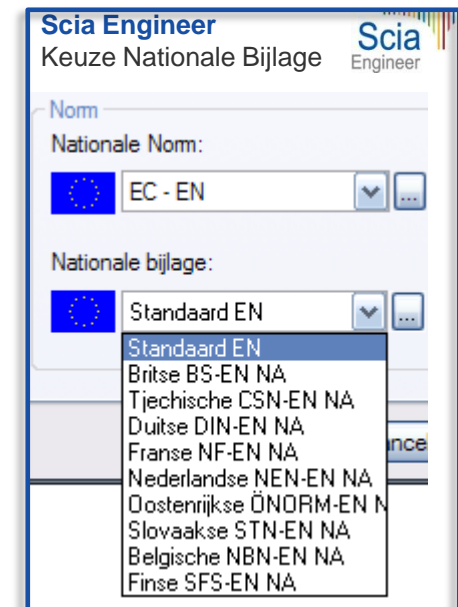 Scia Engineer
Keuze Nationale Bijlage
Scia
Engineer
Norm
Nationale Norm:
EC - EN
...
Nationale bijlage:
Standaard EN
...
Standaard EN
Britse BS-EN NA
Tjechische CSN-EN NA
Duitse DIN-EN NA
Franse NF-EN NA
Nederlandse NEN-EN NA
Oostenrijkse ÖNORM-EN N
Slovaakse STN-EN NA
Belgische NBN-EN NA
Finse SFS-EN NA